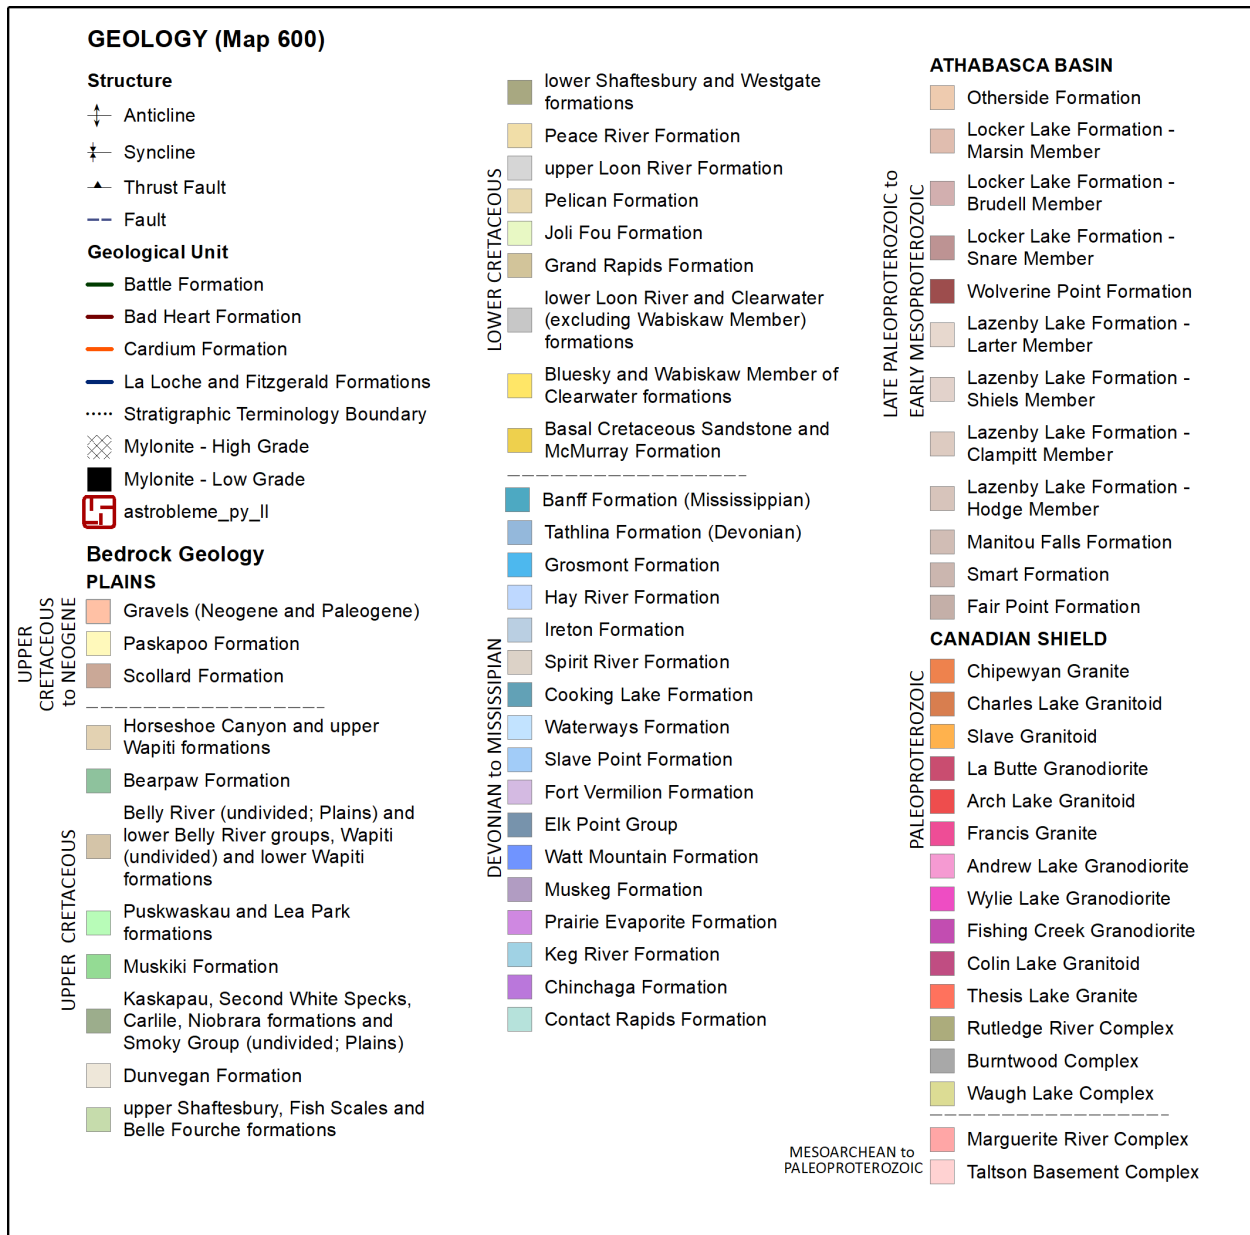 GEOLOGY (Map 600)
Structure
Anticline
Syncline
Thrust Fault
Fault
Geological Unit
Battle Formation
Bad Heart Formation
Cardium Formation
La Loche and Fitzgerald Formations
Stratigraphic Terminology Boundary
Mylonite - High Grade
Mylonite - Low Grade
astrobleme_py_ll
Bedrock Geology
PLAINS
UPPER
CRETACEOUS
to NEOGENE
Gravels (Neogene and Paleogene)
Paskapoo Formation
Scollard Formation
UPPER CRETACEOUS
Horseshoe Canyon and upper
Wapiti formations
Bearpaw Formation
Belly River (undivided; Plains) and
lower Belly River groups, Wapiti
(undivided) and lower Wapiti
formations
Puskwaskau and Lea Park
formations
Muskiki Formation
Kaskapau, Second White Specks,
Carlile, Niobrara formations and
Smoky Group (undivided; Plains)
Dunvegan Formation
upper Shaftesbury, Fish Scales and
Belle Fourche formations
LOWER CRETACEOUS
lower Shaftesbury and Westgate
formations
Peace River Formation
upper Loon River Formation
Pelican Formation
Joli Fou Formation
Grand Rapids Formation
lower Loon River and Clearwater
(excluding Wabiskaw Member)
formations
Bluesky and Wabiskaw Member of
Clearwater formations
Basal Cretaceous Sandstone and
McMurray Formation
DEVONIAN to MISSISSIPIAN
Banff Formation (Mississippian)
Tathlina Formation (Devonian)
Grosmont Formation
Hay River Formation
Ireton Formation
Spirit River Formation
Cooking Lake Formation
Waterways Formation
Slave Point Formation
Fort Vermilion Formation
Elk Point Group
Watt Mountain Formation
Muskeg Formation
Prairie Evaporite Formation
Keg River Formation
Chinchaga Formation
Contact Rapids Formation
ATHABASCA BASIN
LATE PALEOPROTEROZOIC to
EARLY MESOPROTEROZOIC
Otherside Formation
Locker Lake Formation -
Marsin Member
Locker Lake Formation -
Brudell Member
Locker Lake Formation -
Snare Member
Wolverine Point Formation
Lazenby Lake Formation -
Larter Member
Lazenby Lake Formation -
Shiels Member
Lazenby Lake Formation -
Clampitt Member
Lazenby Lake Formation -
Hodge Member
Manitou Falls Formation
Smart Formation
Fair Point Formation
CANADIAN SHIELD
PALEOPROTEROZOIC
Chipewyan Granite
Charles Lake Granitoid
Slave Granitoid
La Butte Granodiorite
Arch Lake Granitoid
Francis Granite
Andrew Lake Granodiorite
Wylie Lake Granodiorite
Fishing Creek Granodiorite
Colin Lake Granitoid
Thesis Lake Granite
Rutledge River Complex
Burntwood Complex
Waugh Lake Complex
MESOARCHEAN to
PALEOPROTEROZOIC
Marguerite River Complex
Taltson Basement Complex